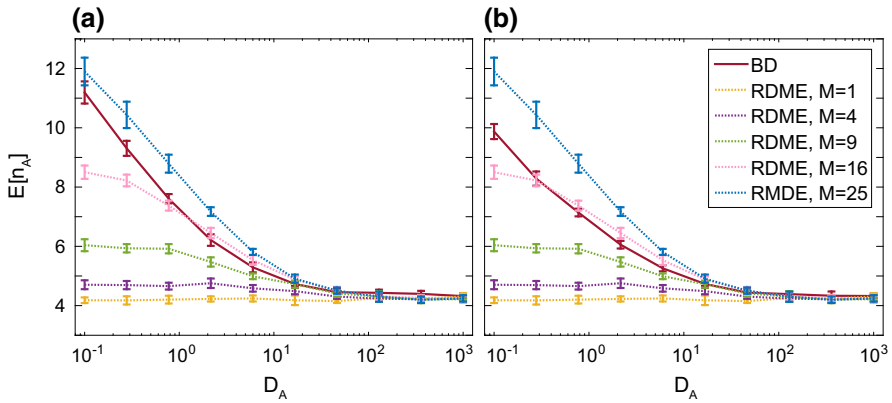 (a)
(b)
12
10
8
6
4
E[n_A]
10^-1
10^0
10^1
10^2
10^3
D_A
10^-1
10^0
10^1
10^2
10^3
D_A
BD
RDME, M=1
RDME, M=4
RDME, M=9
RDME, M=16
RMDE, M=25